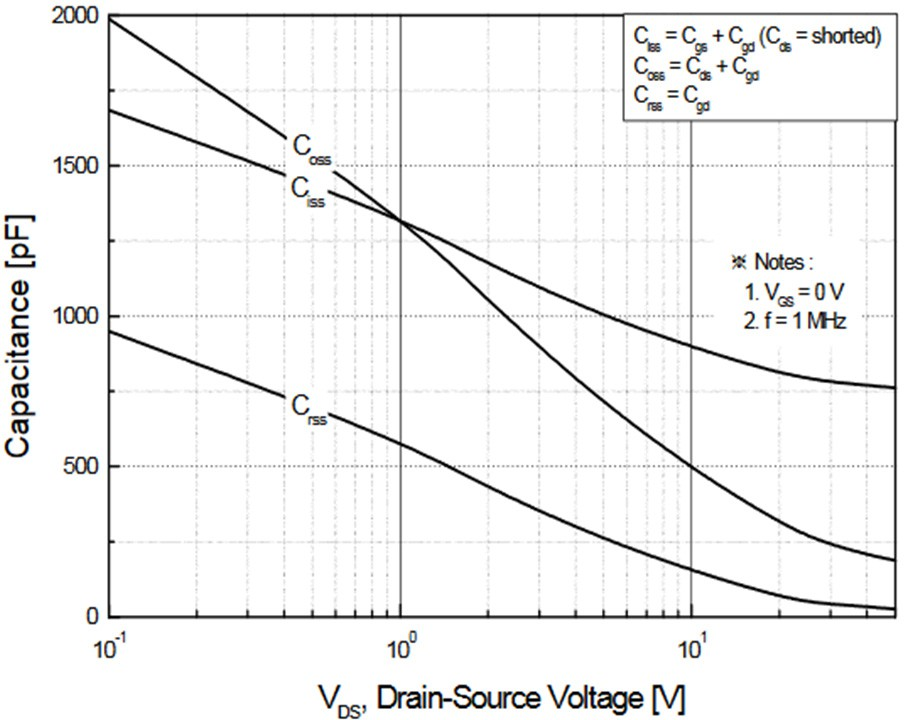 2000
1500
1000
500
0
Capacitance [pF]
Ciss = Cgs + Cgd (Cds = shorted)
Coss = Cds + Cgd
Crss = Cgd
Coss
Ciss
Crss
※ Notes :
1. VGS = 0 V
2. f = 1 MHz
10-1
100
101
VDS, Drain-Source Voltage [V]